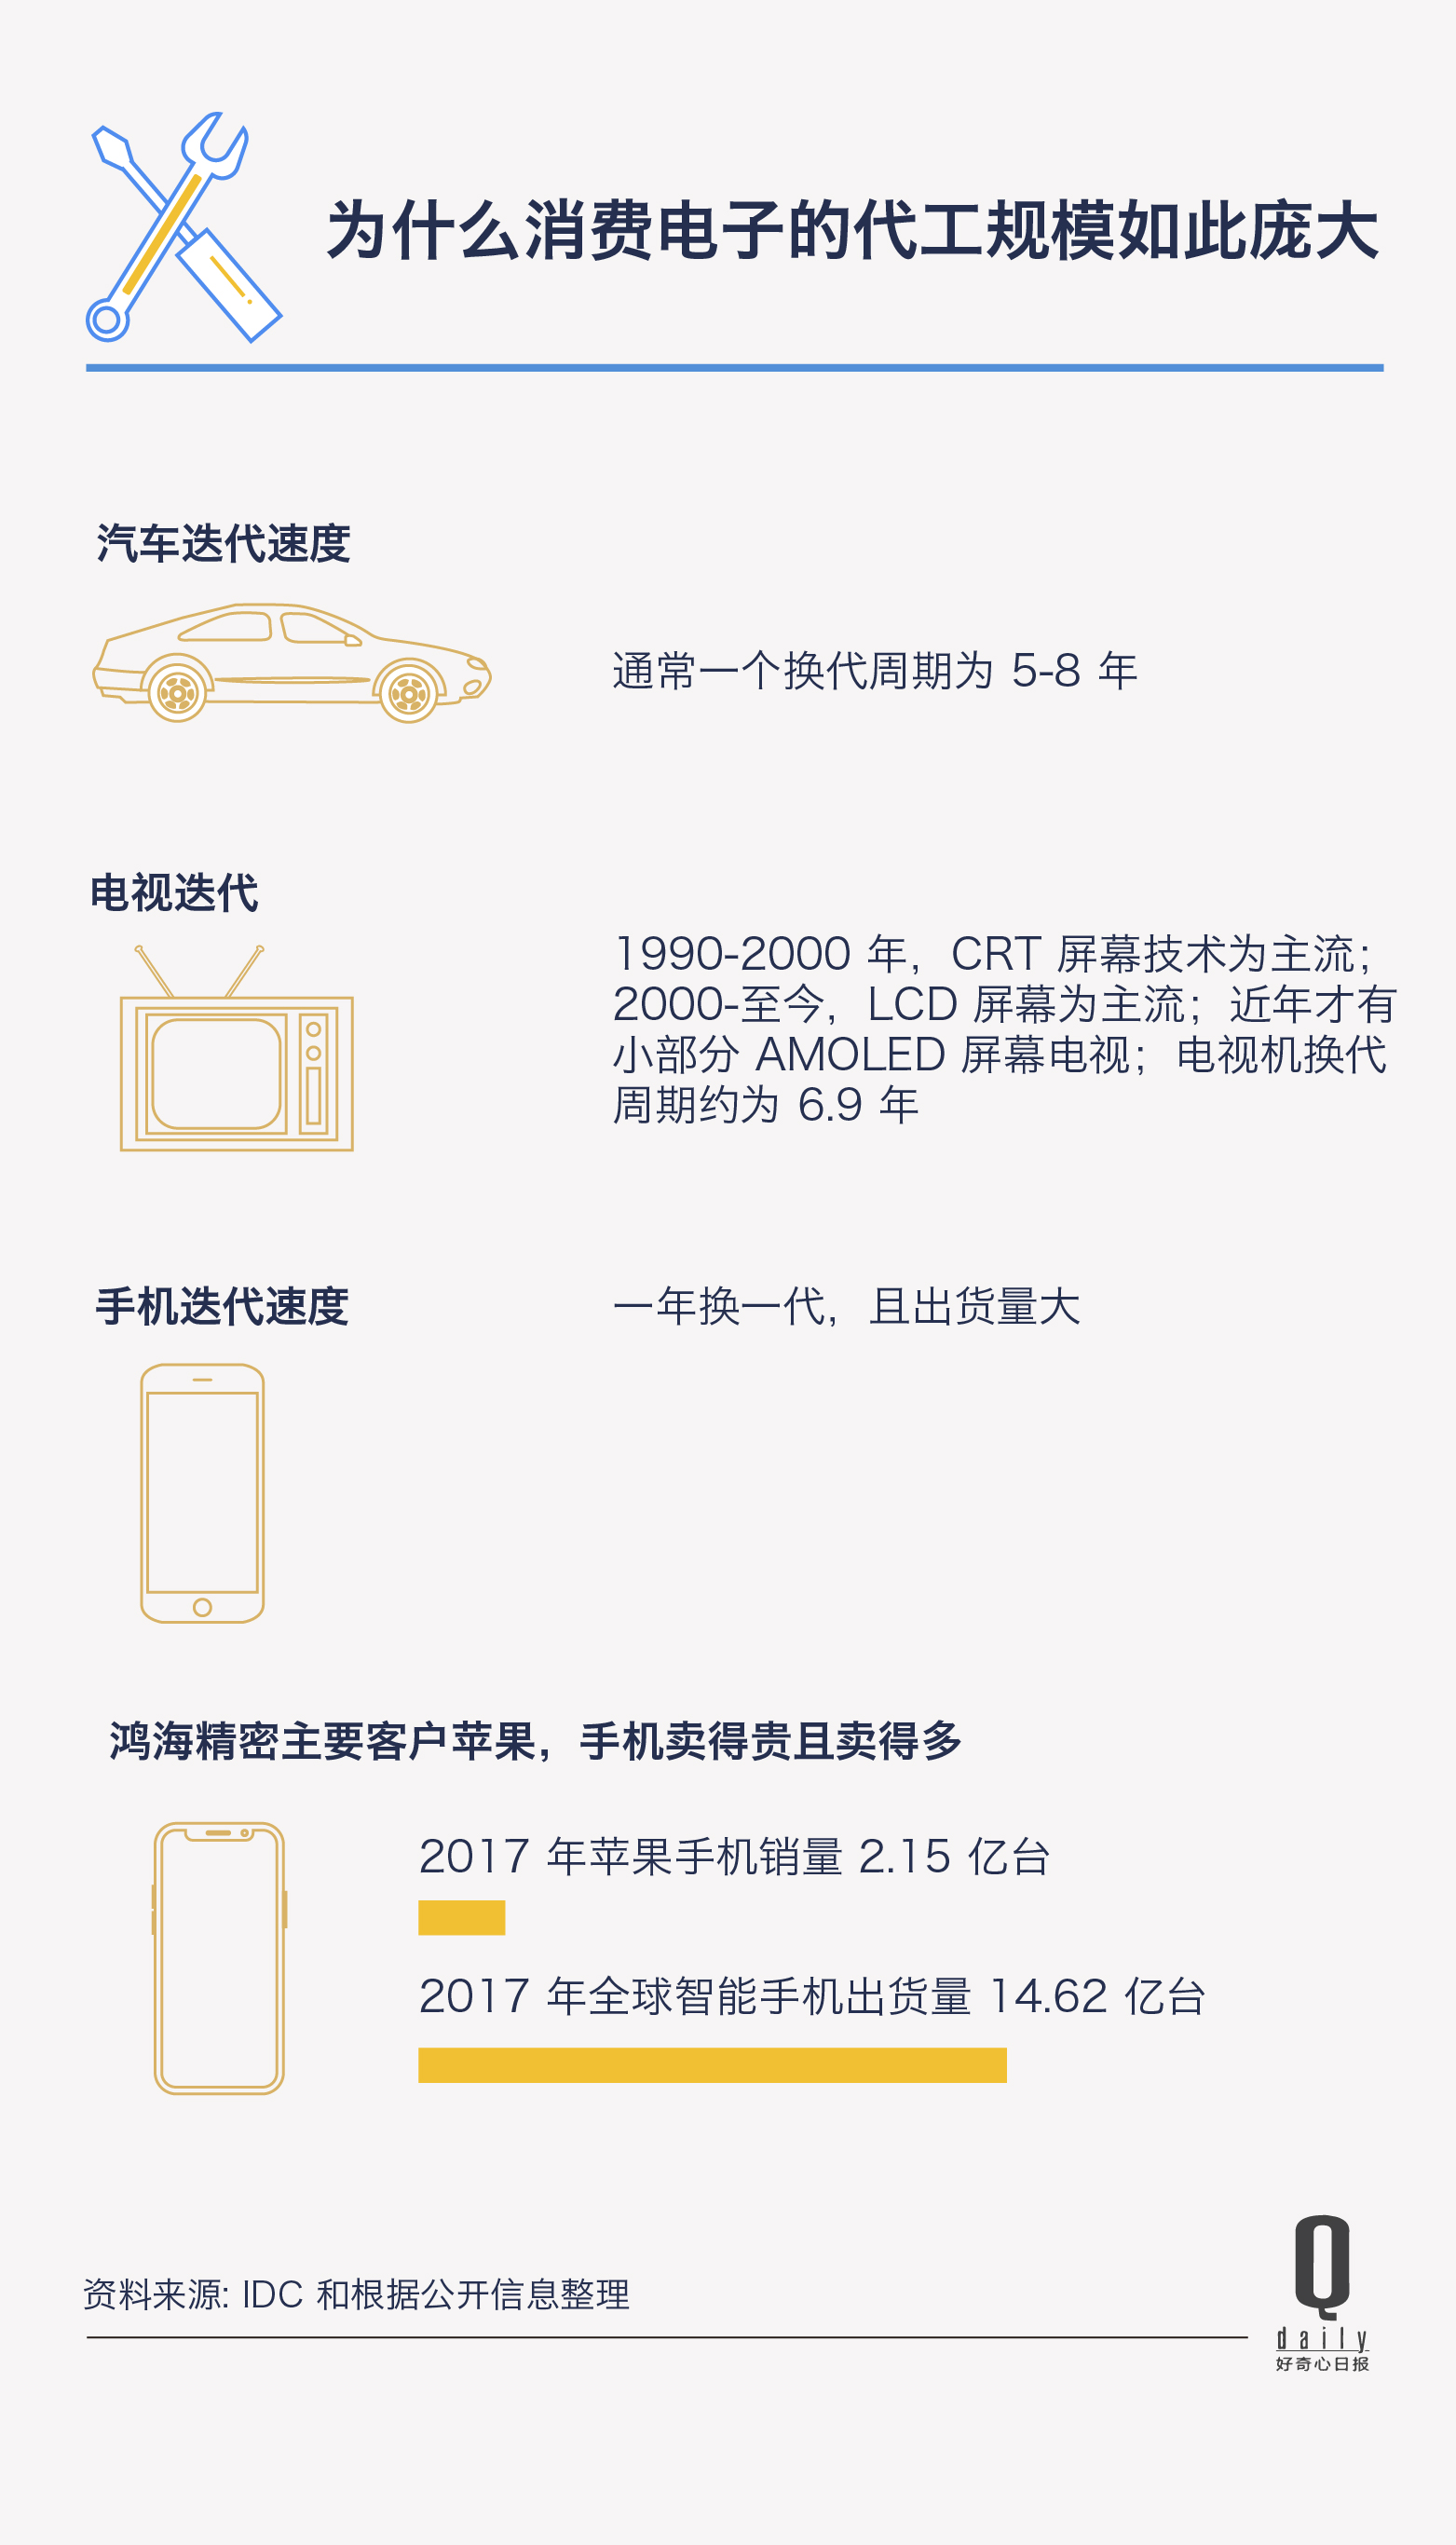 为什么消费电子的代工规模如此庞大
汽车迭代速度
通常一个换代周期为 5-8 年
电视迭代
1990-2000 年，CRT 屏幕技术为主流；
2000-至今，LCD 屏幕为主流；近年才有
小部分 AMOLED 屏幕电视；电视机换代
周期约为 6.9 年
手机迭代速度
一年换一代，且出货量大
鸿海精密主要客户苹果，手机卖得贵且卖得多
2017 年苹果手机销量 2.15 亿台
2017 年全球智能手机出货量 14.62 亿台
资料来源: IDC 和根据公开信息整理
Q
daily
好奇心日报